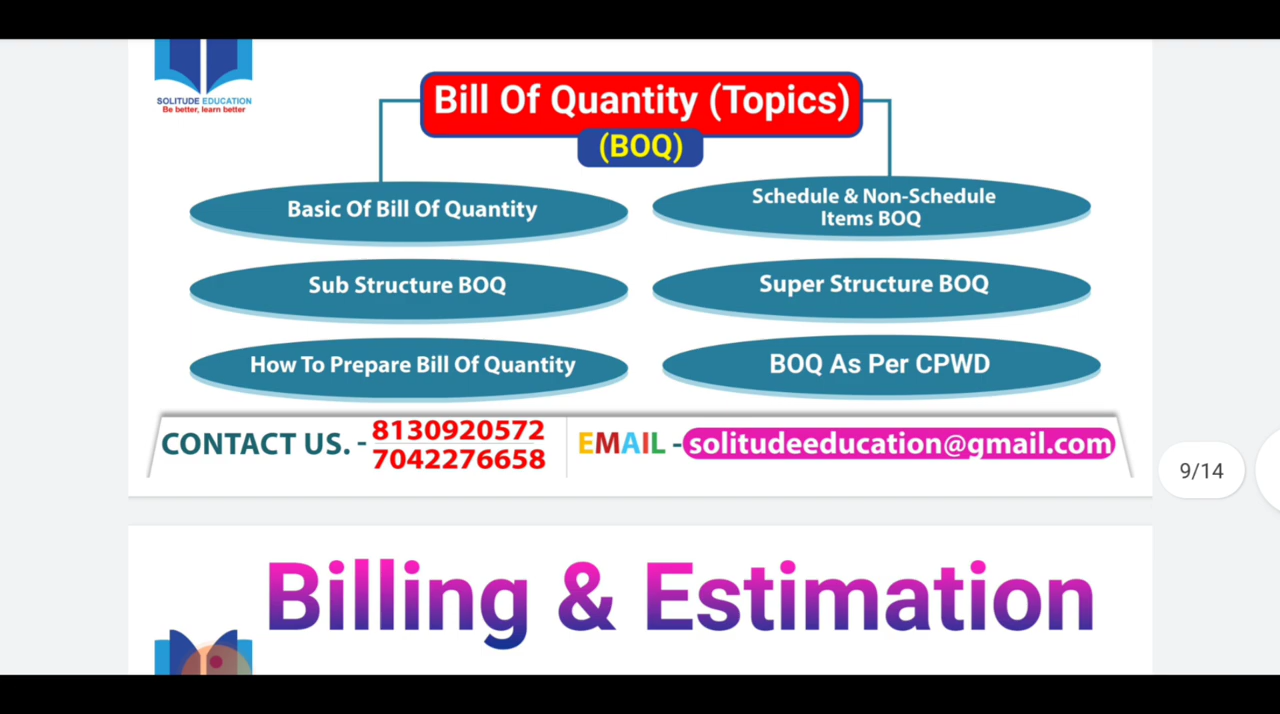 SOLITUDE EDUCATION
Be better, learn better
Bill Of Quantity (Topics)
(BOQ)
Basic Of Bill Of Quantity
Schedule & Non-Schedule
Items BOQ
Sub Structure BOQ
Super Structure BOQ
How To Prepare Bill Of Quantity
BOQ As Per CPWD
CONTACT US. - 8130920572
7042276658
EMAIL - solitudeeducation@gmail.com
9/14
Billing & Estimation